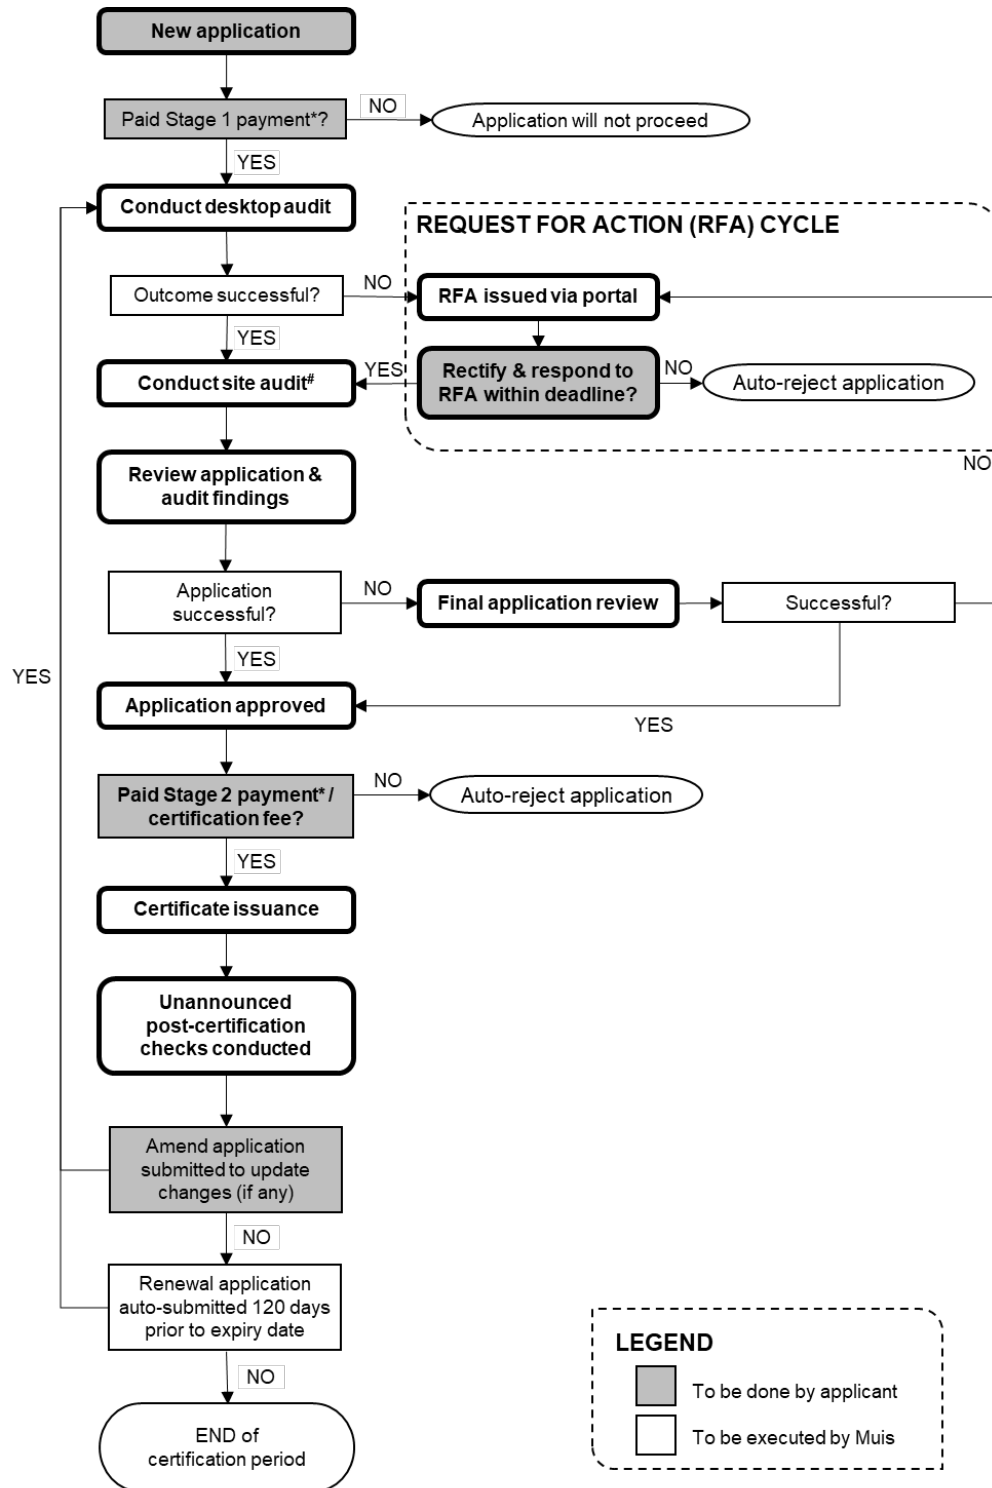 New application
Paid Stage 1 payment*?
NO
Application will not proceed
YES
Conduct desktop audit
REQUEST FOR ACTION (RFA) CYCLE
Outcome successful?
NO
RFA issued via portal
YES
Conduct site audit#
YES
Rectify & respond to
RFA within deadline?
NO
Auto-reject application
Review application &
audit findings
NO
Application
successful?
NO
Final application review
Successful?
YES
YES
Application approved
YES
Paid Stage 2 payment* /
certification fee?
NO
Auto-reject application
YES
Certificate issuance
Unannounced
post-certification
checks conducted
Amend application
submitted to update
changes (if any)
NO
Renewal application
auto-submitted 120 days
prior to expiry date
NO
END of
certification period
LEGEND
To be done by applicant
To be executed by Muis